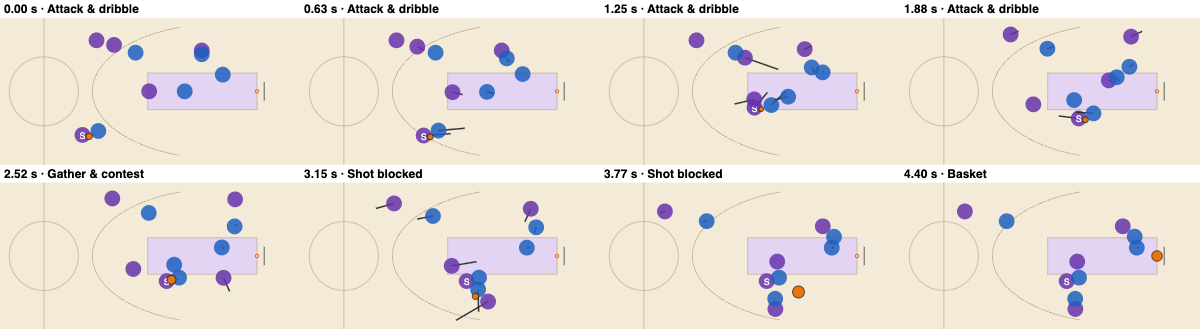 0.00 s · Attack & dribble
0.63 s · Attack & dribble
1.25 s · Attack & dribble
1.88 s · Attack & dribble
S
S
S
S
2.52 s · Gather & contest
3.15 s · Shot blocked
3.77 s · Shot blocked
4.40 s · Basket
S
S
S
S